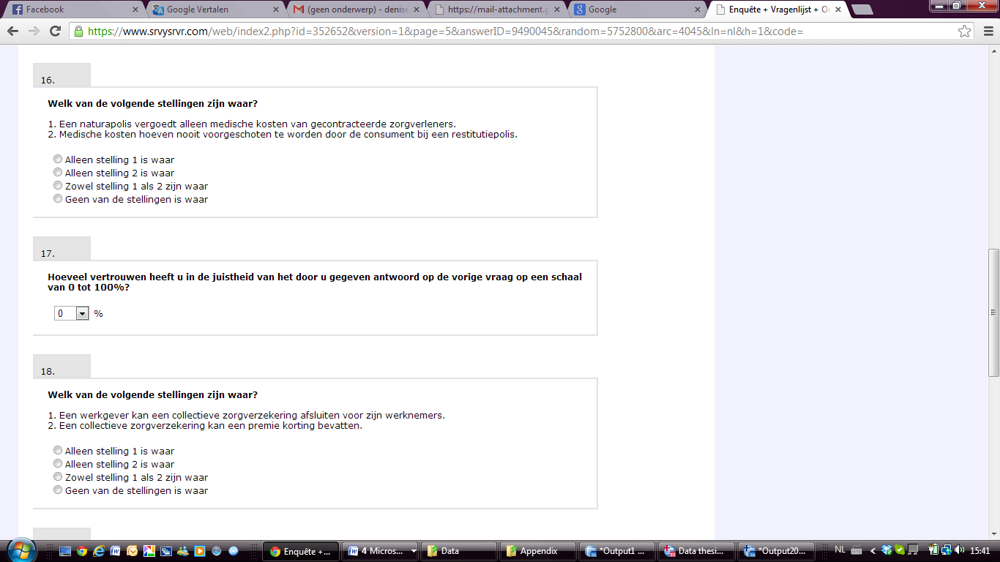 Facebook
Google Vertalen
(geen onderwerp) - denise
https://mail-attachment.g
Google
Enquête + Vragenlijst + O
https://www.srvysrvr.com/web/index2.php?id=352652&version=1&page=5&answerID=9490045&random=5752800&arc=4045&ln=nl&h=1&code=
16.
Welk van de volgende stellingen zijn waar?
1. Een naturapolis vergoedt alleen medische kosten van gecontracteerde zorgverleners.
2. Medische kosten hoeven nooit voorgeschoten te worden door de consument bij een restitutiepolis.
Alleen stelling 1 is waar
Alleen stelling 2 is waar
Zowel stelling 1 als 2 zijn waar
Geen van de stellingen is waar
17.
Hoeveel vertrouwen heeft u in de juistheid van het door u gegeven antwoord op de vorige vraag op een schaal
van 0 tot 100%?
0 %
18.
Welk van de volgende stellingen zijn waar?
1. Een werkgever kan een collectieve zorgverzekering afsluiten voor zijn werknemers.
2. Een collectieve zorgverzekering kan een premie korting bevatten.
Alleen stelling 1 is waar
Alleen stelling 2 is waar
Zowel stelling 1 als 2 zijn waar
Geen van de stellingen is waar
Enquête +...
4 Micros...
Data
Appendix
*Output1 ...
Data thesi...
*Output20...
NL
15:41